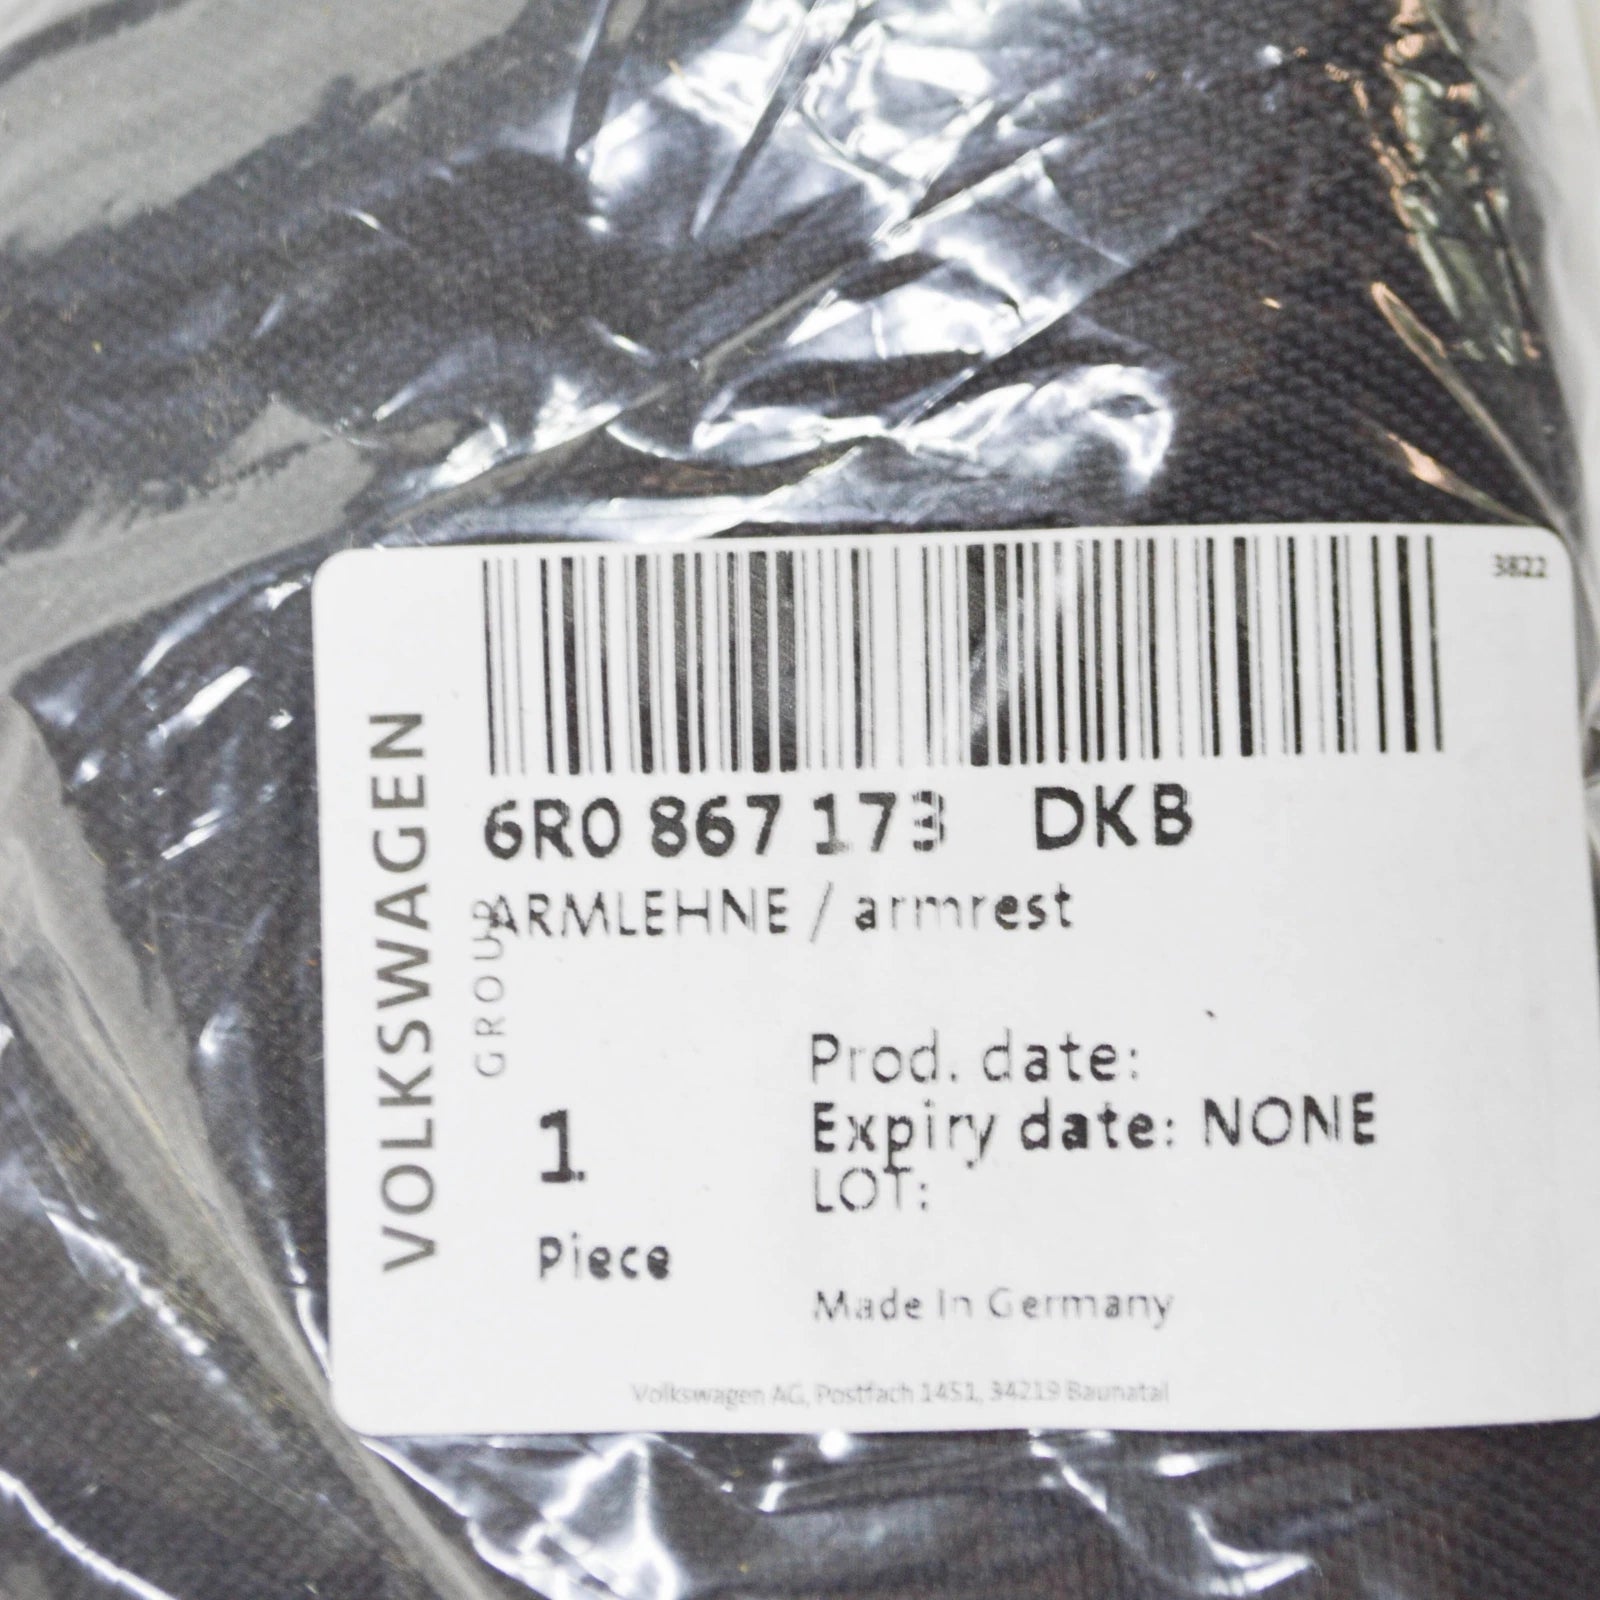 3822
6R0 867 173 DKB
ARMLEHNE / armrest
VOLKSWAGEN
GROUP
Prod. date:
Expiry date: NONE
LOT:
1
Piece
Made In Germany
Volkswagen AG, Postfach 1451, 34219 Baunatal